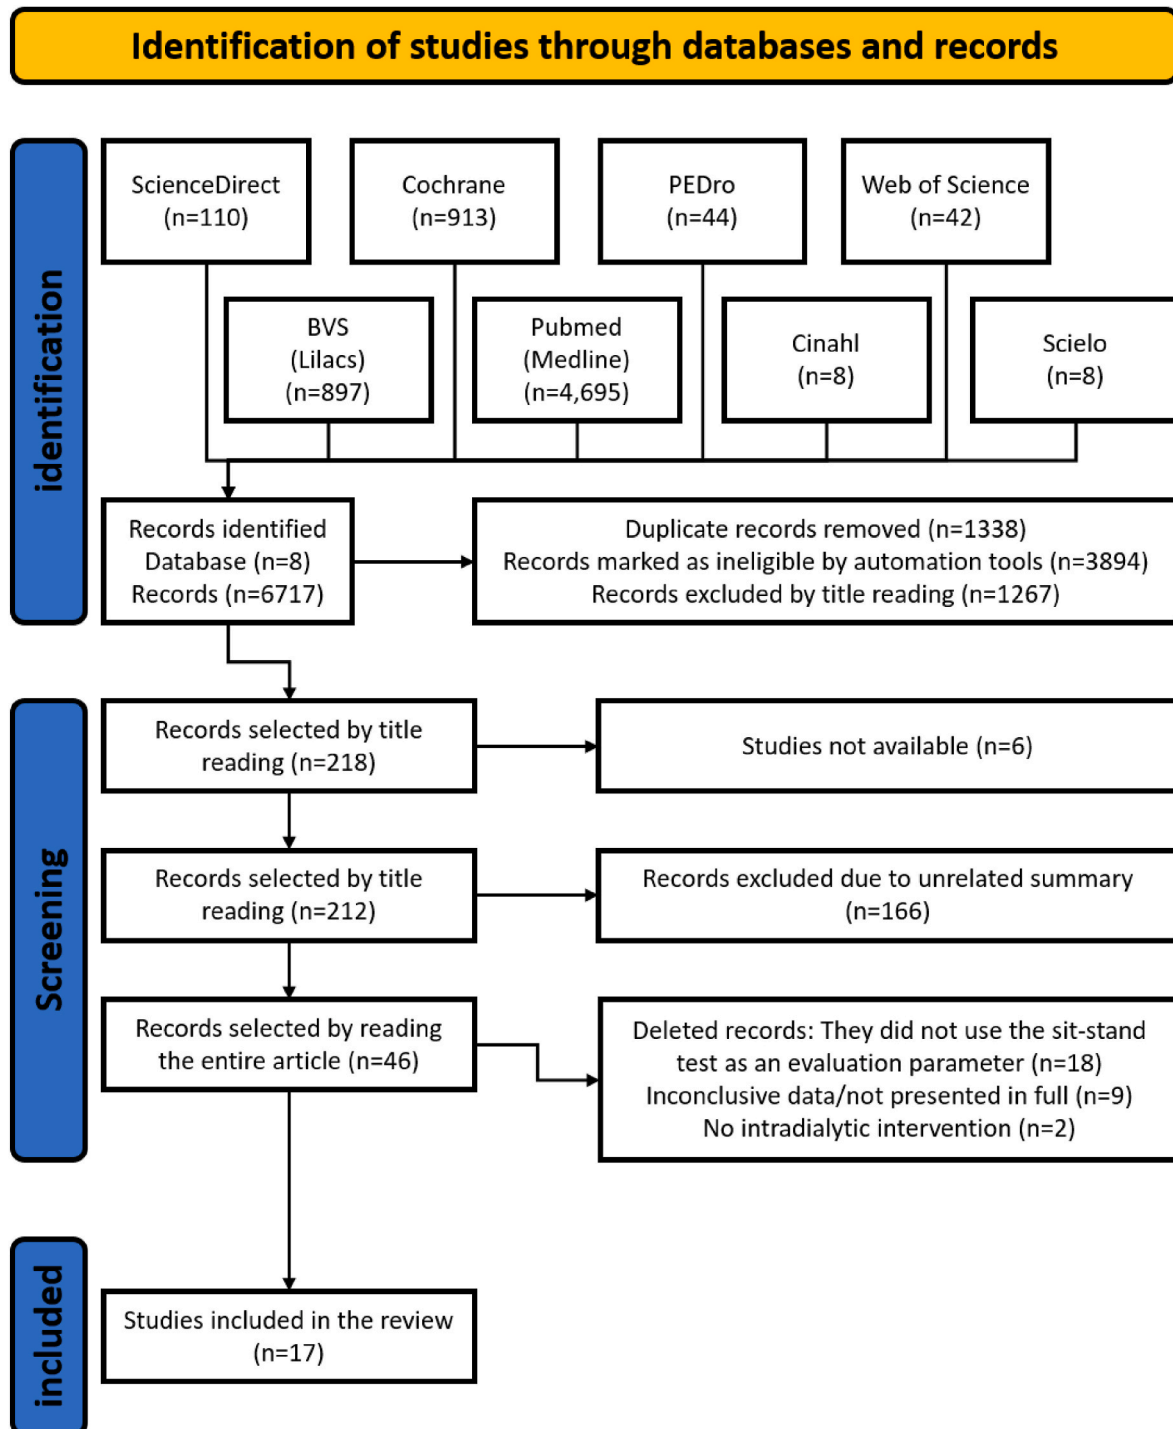 Identification of studies through databases and records
identification
ScienceDirect
(n=110)
Cochrane
(n=913)
PEDro
(n=44)
Web of Science
(n=42)
BVS
(Lilacs)
(n=897)
Pubmed
(Medline)
(n=4,695)
Cinahl
(n=8)
Scielo
(n=8)
Records identified
Database (n=8)
Records (n=6717)
Duplicate records removed (n=1338)
Records marked as ineligible by automation tools (n=3894)
Records excluded by title reading (n=1267)
Screening
Records selected by title
reading (n=218)
Studies not available (n=6)
Records selected by title
reading (n=212)
Records excluded due to unrelated summary
(n=166)
Records selected by reading
the entire article (n=46)
Deleted records: They did not use the sit-stand
test as an evaluation parameter (n=18)
Inconclusive data/not presented in full (n=9)
No intradialytic intervention (n=2)
included
Studies included in the review
(n=17)